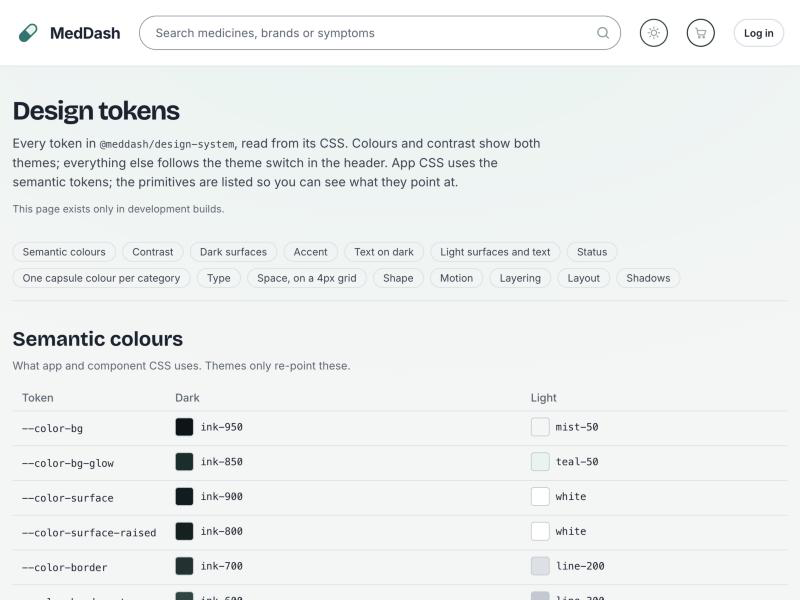 MedDash
Search medicines, brands or symptoms
Log in
Design tokens
Every token in @meddash/design-system, read from its CSS. Colours and contrast show both
themes; everything else follows the theme switch in the header. App CSS uses the
semantic tokens; the primitives are listed so you can see what they point at.
This page exists only in development builds.
Semantic colours Contrast Dark surfaces Accent Text on dark Light surfaces and text Status
One capsule colour per category Type Space, on a 4px grid Shape Motion Layering Layout Shadows
Semantic colours
What app and component CSS uses. Themes only re-point these.
Token Dark Light
--color-bg ink-950 mist-50
--color-bg-glow ink-850 teal-50
--color-surface ink-900 white
--color-surface-raised ink-800 white
--color-border ink-700 line-200